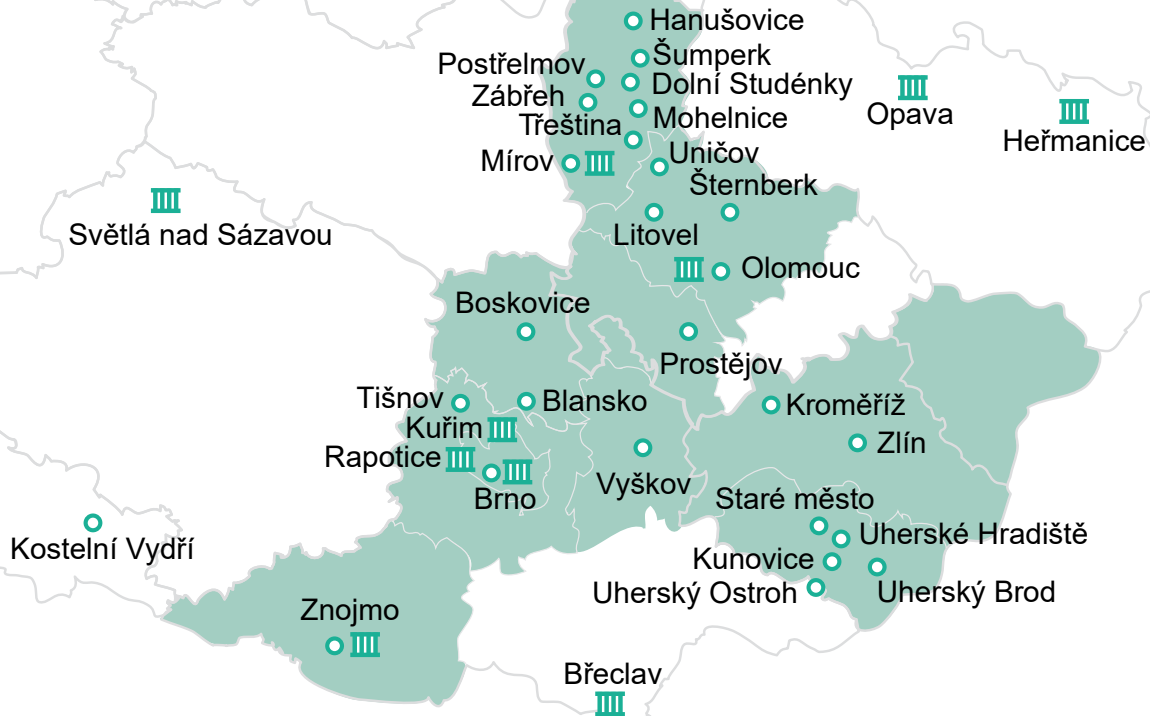 Hanušovice
Šumperk
Postřelmov
Dolní Studénky
Zábřeh
Opava
Mohelnice
Třeština
Heřmanice
Uničov
Mírov
Šternberk
Světlá nad Sázavou
Litovel
Olomouc
Boskovice
Prostějov
Tišnov
Blansko
Kroměříž
Kuřim
Zlín
Rapotice
Vyškov
Brno
Staré město
Uherské Hradiště
Kostelní Vydří
Kunovice
Uherský Ostroh
Uherský Brod
Znojmo
Břeclav